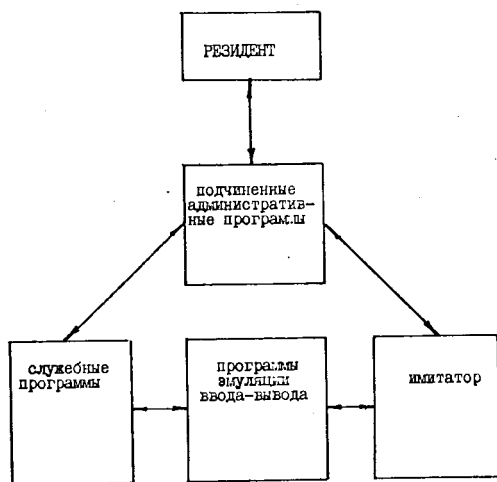 РЕЗИДЕНТ
подчиненные
административ-
ные программы
служебные
программы
программы
эмуляции
ввода-вывода
имитатор